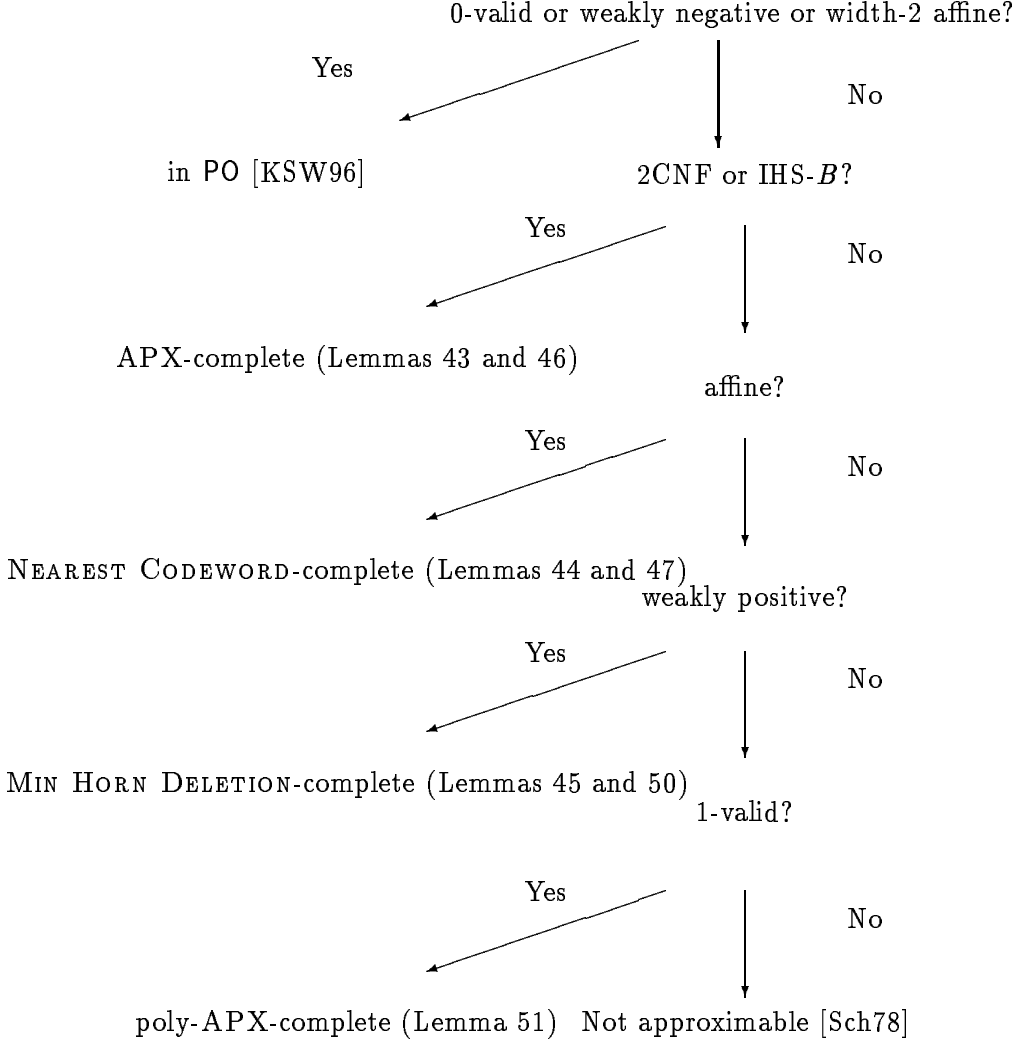 0-valid or weakly negative or width-2 affine?
Yes
No
in PO [KSW96]
2CNF or IHS-B?
Yes
No
APX-complete (Lemmas 43 and 46)
affine?
Yes
No
NEAREST CODEWORD-complete (Lemmas 44 and 47)
weakly positive?
Yes
No
MIN HORN DELETION-complete (Lemmas 45 and 50)
1-valid?
Yes
No
poly-APX-complete (Lemma 51)
Not approximable [Sch78]